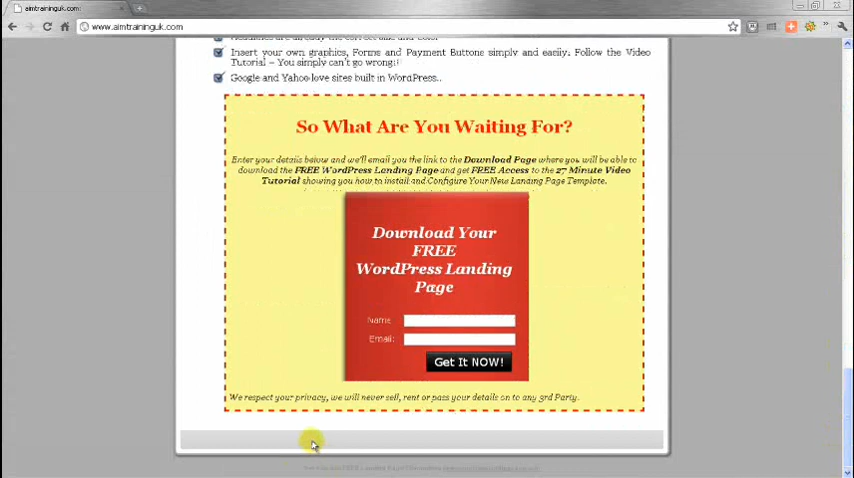 aimtraininguk.com
www.aimtraininguk.com
Insert your own graphics, Forms and Payment Buttons simply and easily. Follow the Video
Tutorial – You simply can't go wrong!
Google and Yahoo love sites built in WordPress..
So What Are You Waiting For?
Enter your details below and we'll email you the link to the Download Page where you will be able to
download the FREE WordPress Landing Page and get FREE Access to the 27 Minute Video
Tutorial showing you how to install and Configure Your New Landing Page Template.
Download Your
FREE
WordPress Landing
Page
Name
Email:
Get It NOW!
We respect your privacy, we will never sell, rent or pass your details on to any 3rd Party.